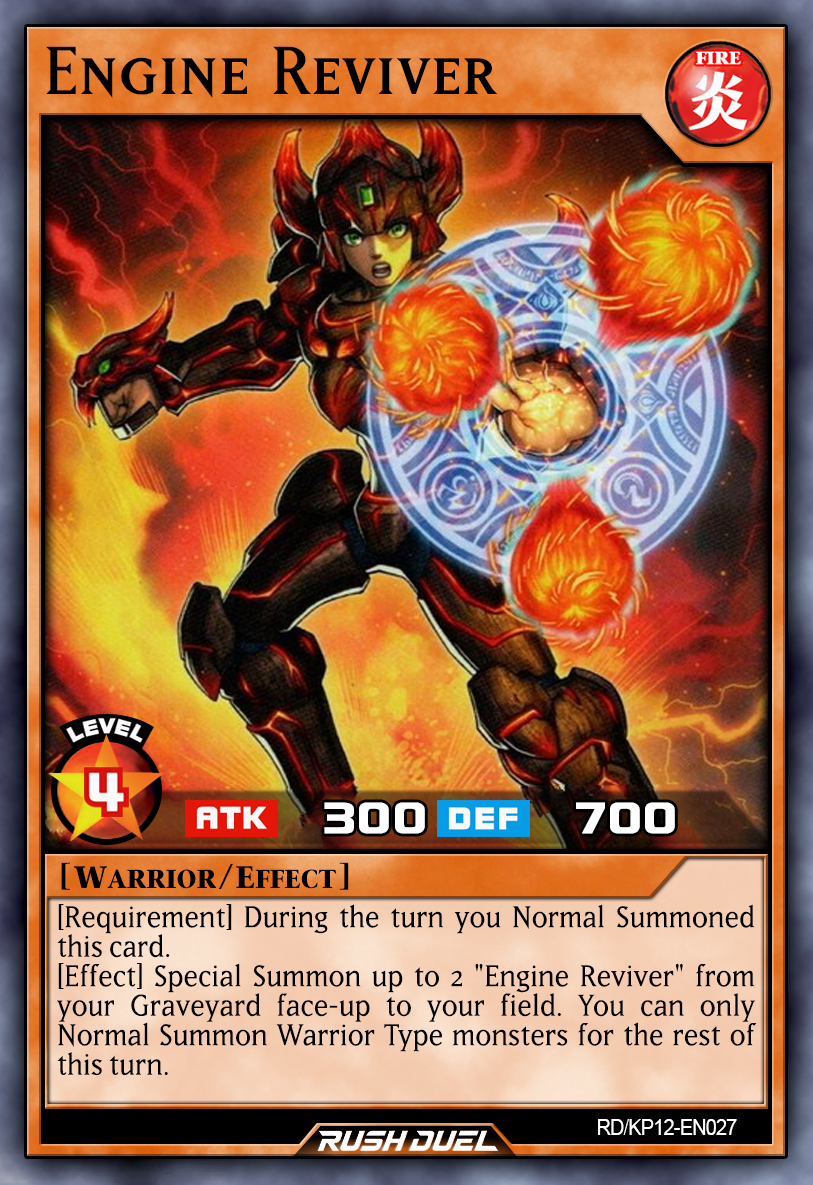 Engine Reviver
FIRE
炎
LEVEL
4
ATK 300 DEF 700
[Warrior/Effect]
[Requirement] During the turn you Normal Summoned
this card.
[Effect] Special Summon up to 2 "Engine Reviver" from
your Graveyard face-up to your field. You can only
Normal Summon Warrior Type monsters for the rest of
this turn.
RD/KP12-EN027
RUSH DUEL